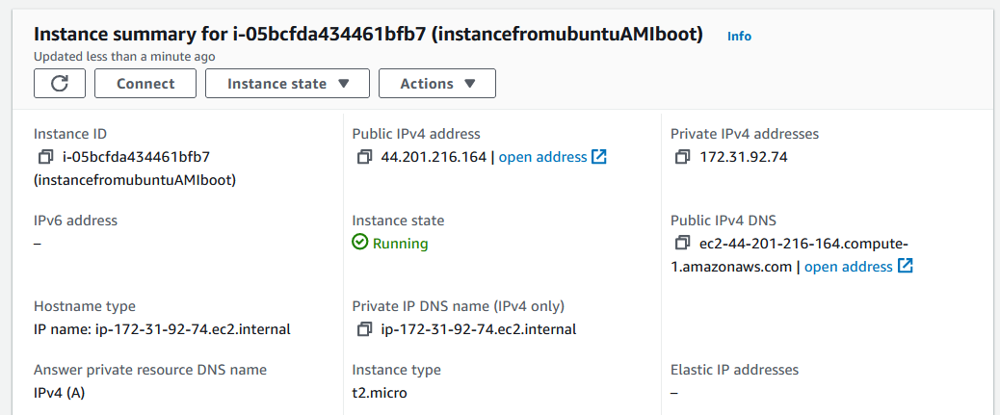 Instance summary for i-05bcfda434461bfb7 (instancefromubuntuAMIboot) Info
Updated less than a minute ago
Connect Instance state Actions
Instance ID
i-05bcfda434461bfb7
(instancefromubuntuAMIboot)
Public IPv4 address
44.201.216.164 | open address
Private IPv4 addresses
172.31.92.74
IPv6 address
–
Instance state
Running
Public IPv4 DNS
ec2-44-201-216-164.compute-
1.amazonaws.com | open address
Hostname type
IP name: ip-172-31-92-74.ec2.internal
Private IP DNS name (IPv4 only)
ip-172-31-92-74.ec2.internal
Answer private resource DNS name
IPv4 (A)
Instance type
t2.micro
Elastic IP addresses
–